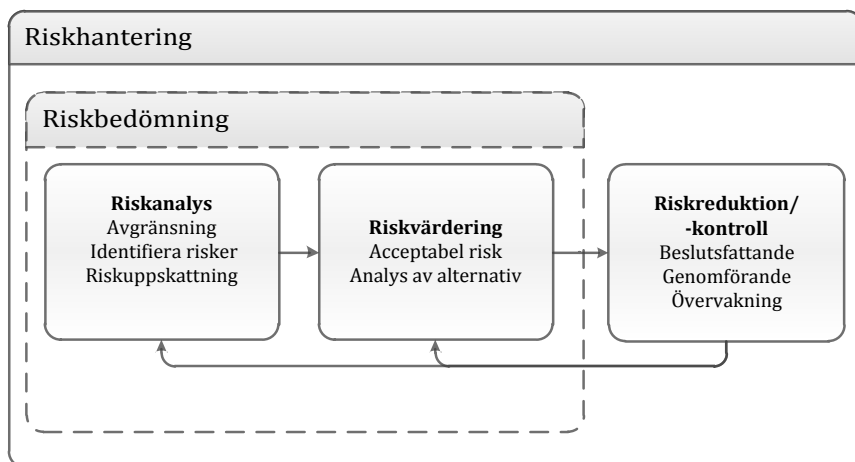 Riskhantering
Riskbedömning
Riskanalys
Avgränsning
Identifiera risker
Riskuppskattning
Riskvärdering
Acceptabel risk
Analys av alternativ
Riskreduktion/
-kontroll
Beslutsfattande
Genomförande
Övervakning